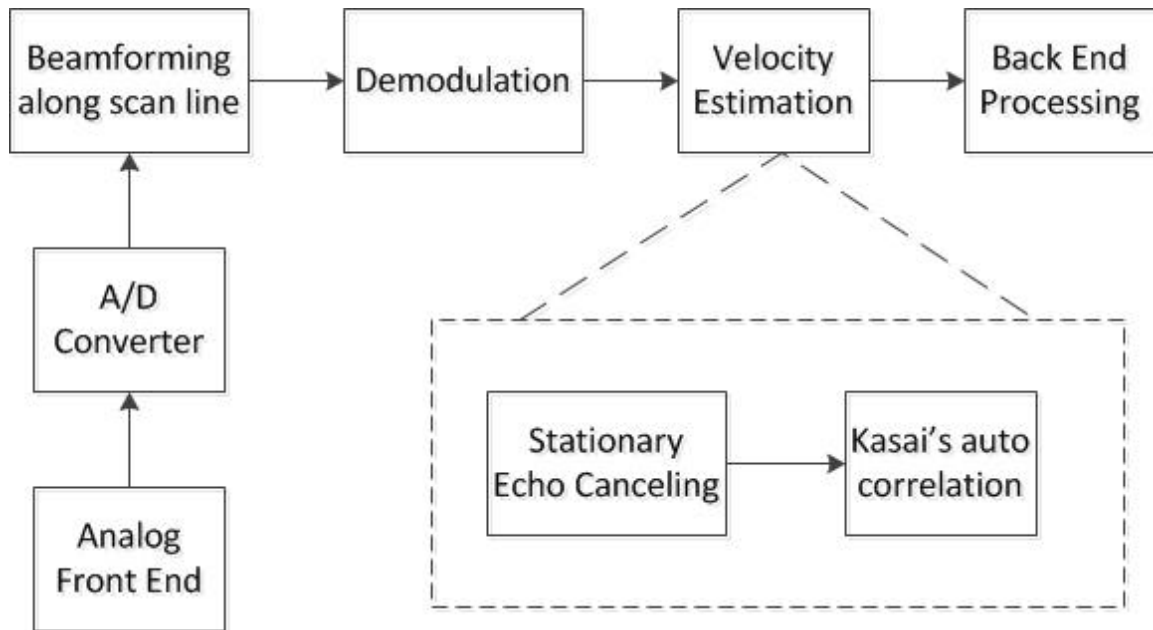 Beamforming
along scan line
Demodulation
Velocity
Estimation
Back End
Processing
A/D
Converter
Stationary
Echo Canceling
Kasai’s auto
correlation
Analog
Front End